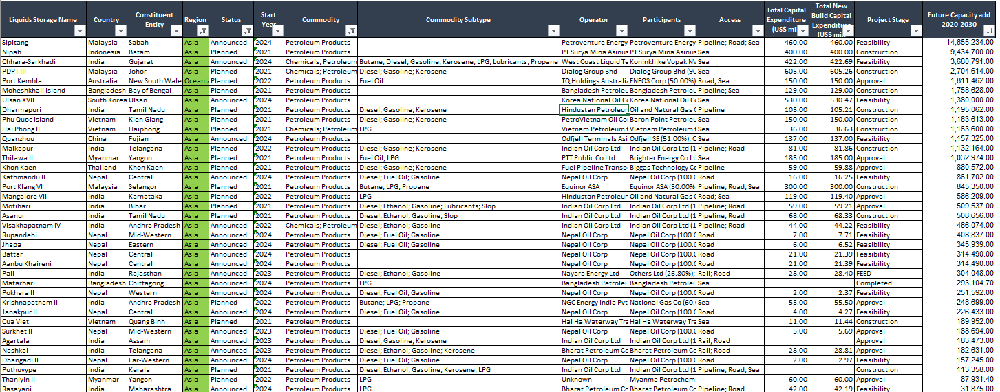 Liquids Storage Name | Country | Constituent Entity | Region | Status | Start Year | Commodity | Commodity Subtype | Operator | Participants | Access | Total Capital Expenditure (US$ mi | Total New Build Capital Expenditure (US$ mi | Project Stage | Future Capacity add 2020-2030
Sipitang | Malaysia | Sabah | Asia | Announced | 2024 | Petroleum Products | | Petroventure Energy | Petroventure Energy | Pipeline; Road; Sea | 460.00 | 460.00 | Feasibility | 14,655,234.00
Nipah | Indonesia | Batam | Asia | Planned | 2021 | Petroleum Products | | PT Surya Mina Asinus | PT Surya Mina Asinus | Sea | 400.00 | 400.00 | Construction | 9,434,700.00
Chhara-Sarkhadi | India | Gujarat | Asia | Announced | 2024 | Chemicals; Petroleum | Butane; Diesel; Gasoline; Kerosene; LPG; Lubricants; Propane | West Coast Liquid Te | Koninklijke Vopak NV | Sea | 422.00 | 422.69 | Feasibility | 3,680,791.00
PDPT III | Malaysia | Johor | Asia | Planned | 2021 | Petroleum Products | Diesel; Gasoline; Kerosene | Dialog Group Bhd | Dialog Group Bhd (90 | Sea | 605.00 | 605.26 | Construction | 2,704,614.00
Port Kembla | Australia | New South Wale | Oceania | Planned | 2022 | Petroleum Products | Fuel Oil | TQ Holdings Australi | ENEOS Corp (50.00%) | Road; Sea | 150.00 | 150.00 | Approval | 1,811,462.00
Moheshkhali Island | Bangladesh | Bay of Bengal | Asia | Planned | 2021 | Petroleum Products | | Bangladesh Petroleu | Bangladesh Petroleu | Pipeline; Sea | 129.00 | 129.00 | Construction | 1,758,628.00
Ulsan XVII | South Korea | Ulsan | Asia | Announced | 2024 | Petroleum Products | | Korea National Oil Co | Korea National Oil Co | Sea | 530.00 | 530.47 | Feasibility | 1,380,000.00
Dharmapuri | India | Tamil Nadu | Asia | Planned | 2021 | Petroleum Products | Diesel; Gasoline; Kerosene | Hindustan Petroleur | Oil and Natural Gas | Pipeline | 105.00 | 105.21 | Construction | 1,195,062.00
Phu Quoc Island | Vietnam | Kien Giang | Asia | Planned | 2021 | Petroleum Products | Diesel; Gasoline; Kerosene | PetroVietnam Oil Co | Baron Point Petroleu | Sea | 150.00 | 150.00 | Construction | 1,163,613.00
Hai Phong II | Vietnam | Haiphong | Asia | Planned | 2021 | Chemicals; Petroleum | LPG | Vietnam Petroleum | Vietnam Petroleum | Sea | 36.00 | 36.63 | Construction | 1,163,600.00
Quanzhou | China | Fujian | Asia | Announced | 2024 | Petroleum Products | | Odfjell Terminals Asi | Odfjell SE (51.00%); | Sea | 137.00 | 137.00 | Feasibility | 1,157,325.00
Malkapur | India | Telangana | Asia | Planned | 2022 | Petroleum Products | Diesel; Gasoline; Kerosene | Indian Oil Corp Ltd | Indian Oil Corp Ltd (1 | Pipeline; Road | 81.00 | 81.86 | Construction | 1,132,164.00
Thilawa II | Myanmar | Yangon | Asia | Planned | 2021 | Petroleum Products | Fuel Oil; LPG | PTT Public Co Ltd | Brighter Energy Co Lt | Sea | 185.00 | 185.00 | Approval | 1,032,974.00
Khon Kaen | Thailand | Khon Kaen | Asia | Planned | 2021 | Petroleum Products | Diesel; Gasoline; Kerosene | Fuel Pipeline Transp | Biggas Technology Co | Pipeline | 59.00 | 59.88 | Approval | 880,572.00
Kathmandu II | Nepal | Central | Asia | Announced | 2024 | Petroleum Products | Diesel; Fuel Oil; Gasoline | Nepal Oil Corp | Nepal Oil Corp (100. | Road | 16.00 | 16.25 | Feasibility | 861,702.00
Port Klang VI | Malaysia | Selangor | Asia | Planned | 2021 | Petroleum Products | Butane; LPG; Propane | Equinor ASA | Equinor ASA (50.00% | Pipeline; Road; Sea | 300.00 | 300.00 | Construction | 845,350.00
Mangalore VII | India | Karnataka | Asia | Planned | 2022 | Petroleum Products | LPG | Hindustan Petroleur | Oil and Natural Gas | Road; Sea | 119.00 | 119.40 | Approval | 586,209.00
Motihari | India | Bihar | Asia | Planned | 2021 | Petroleum Products | Diesel; Ethanol; Gasoline; Lubricants; Slop | Indian Oil Corp Ltd | Indian Oil Corp Ltd (1 | Pipeline; Road | 59.00 | 59.21 | Approval | 509,537.00
Asanur | India | Tamil Nadu | Asia | Planned | 2021 | Petroleum Products | Diesel; Ethanol; Gasoline; Slop | Indian Oil Corp Ltd | Indian Oil Corp Ltd (1 | Pipeline; Road | 68.00 | 68.33 | Construction | 508,656.00
Visakhapatnam IV | India | Andhra Pradesh | Asia | Announced | 2022 | Chemicals; Petroleum | Diesel; Ethanol; Gasoline | Indian Oil Corp Ltd | Indian Oil Corp Ltd (1 | Pipeline; Road | 44.00 | 44.22 | Feasibility | 466,074.00
Rupandehi | Nepal | Mid-Western | Asia | Announced | 2024 | Petroleum Products | Diesel; Fuel Oil; Gasoline | Nepal Oil Corp | Nepal Oil Corp (100. | Road | 7.00 | 7.71 | Feasibility | 408,837.00
Jhapa | Nepal | Eastern | Asia | Announced | 2024 | Petroleum Products | Diesel; Fuel Oil; Gasoline | Nepal Oil Corp | Nepal Oil Corp (100. | Road | 6.00 | 6.52 | Feasibility | 345,939.00
Battar | Nepal | Central | Asia | Announced | 2024 | Petroleum Products | | Nepal Oil Corp | Nepal Oil Corp (100. | Road | 21.00 | 21.39 | Feasibility | 314,490.00
Aanbu Khaireni | Nepal | Central | Asia | Announced | 2024 | Petroleum Products | | Nepal Oil Corp | Nepal Oil Corp (100. | Road | 21.00 | 21.39 | Feasibility | 314,490.00
Pali | India | Rajasthan | Asia | Announced | 2023 | Petroleum Products | Diesel; Ethanol; Gasoline | Nayara Energy Ltd | Others Ltd (26.80%); | Rail; Road | 28.00 | 28.40 | FEED | 304,048.00
Matarbari | Bangladesh | Chittagong | Asia | Announced | 2024 | Petroleum Products | LPG | Bangladesh Petroleu | Bangladesh Petroleu | Sea | | | Completed | 293,104.70
Pokhara II | Nepal | Western | Asia | Announced | 2024 | Petroleum Products | Diesel; Fuel Oil; Gasoline | Nepal Oil Corp | Nepal Oil Corp (100. | Road | 2.00 | 2.37 | Feasibility | 251,592.00
Krishnapatnam II | India | Andhra Pradesh | Asia | Planned | 2022 | Petroleum Products | Butane; LPG; Propane | NGC Energy India Pvt | National Gas Co (60. | Sea | 55.00 | 55.50 | Approval | 248,699.00
Janakpur II | Nepal | Central | Asia | Announced | 2024 | Petroleum Products | Diesel; Fuel Oil; Gasoline | Nepal Oil Corp | Nepal Oil Corp (100. | Road | 4.00 | 4.27 | Feasibility | 226,433.00
Cua Viet | Vietnam | Quang Binh | Asia | Planned | 2021 | Petroleum Products | | Hai Ha Waterway Tra | Hai Ha Waterway Tra | Sea | 11.00 | 11.44 | Construction | 189,952.00
Surkhet II | Nepal | Mid-Western | Asia | Announced | 2023 | Petroleum Products | Diesel; Fuel Oil; Gasoline | Nepal Oil Corp | Nepal Oil Corp (100. | Road | 5.00 | 5.69 | Feasibility | 188,694.00
Agartala | India | Assam | Asia | Announced | 2023 | Petroleum Products | Diesel; Gasoline; Kerosene | Indian Oil Corp Ltd | Indian Oil Corp Ltd (1 | Rail; Road | | | Approval | 183,473.00
Nashkal | India | Telangana | Asia | Announced | 2023 | Petroleum Products | Diesel; Ethanol; Gasoline; Kerosene | Bharat Petroleum Co | Bharat Petroleum Co | Rail; Road | 28.00 | 28.81 | Approval | 182,631.00
Dhangadi II | Nepal | Far-Western | Asia | Announced | 2024 | Petroleum Products | Diesel; Fuel Oil; Gasoline | Nepal Oil Corp | Nepal Oil Corp (100. | Road | 2.00 | 2.97 | Feasibility | 157,245.00
Puthuvype | India | Kerala | Asia | Planned | 2021 | Petroleum Products | Diesel; Ethanol; Gasoline; Kerosene; LPG | Indian Oil Corp Ltd | Indian Oil Corp Ltd (1 | Pipeline; Road; Sea | | | Construction | 113,358.00
Thanlyin II | Myanmar | Yangon | Asia | Planned | 2022 | Petroleum Products | LPG | Unknown | Myanma Petrochem | | 60.00 | 60.00 | Approval | 87,931.40
Rasayani | India | Maharashtra | Asia | Announced | 2024 | Petroleum Products | LPG | Bharat Petroleum Co | Bharat Petroleum Co | Pipeline; Road | 42.00 | 42.19 | Feasibility | 31,875.00